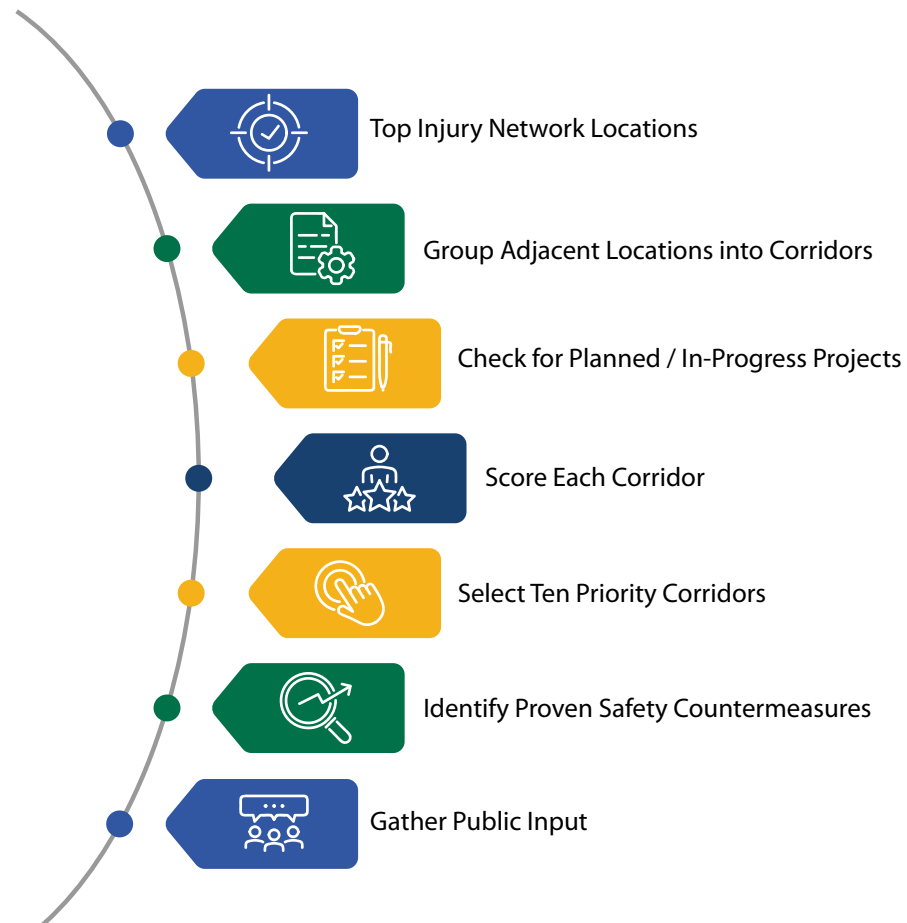 Top Injury Network Locations
Group Adjacent Locations into Corridors
Check for Planned / In-Progress Projects
Score Each Corridor
Select Ten Priority Corridors
Identify Proven Safety Countermeasures
Gather Public Input